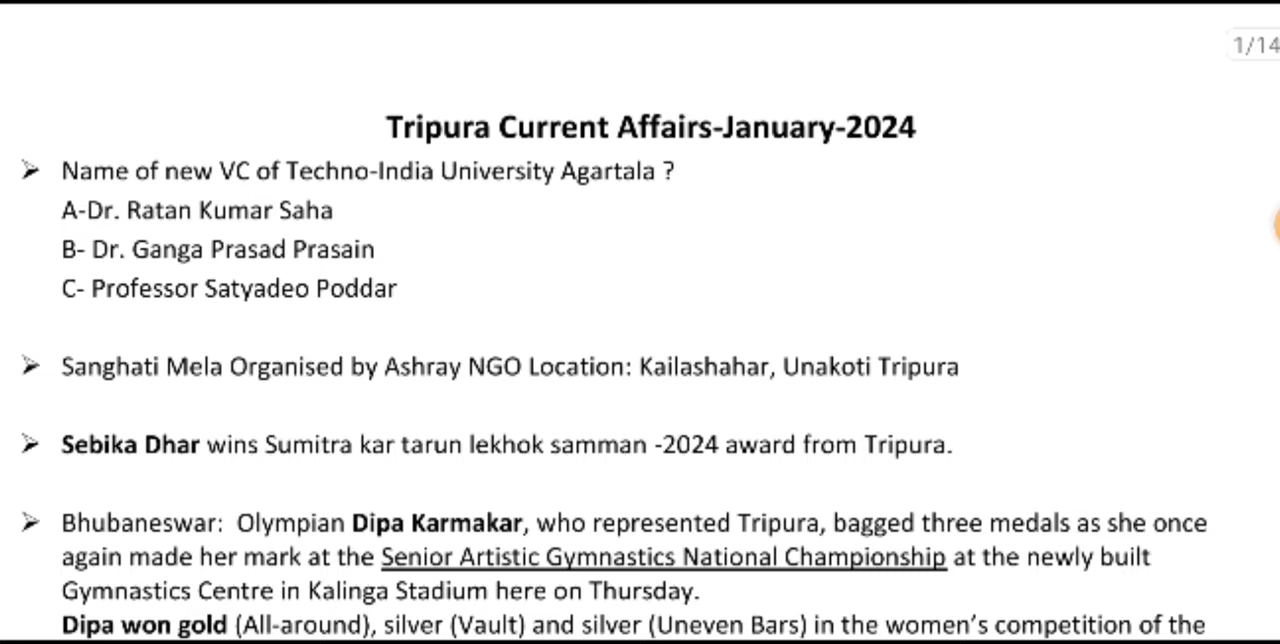 1/14
Tripura Current Affairs-January-2024
➢ Name of new VC of Techno-India University Agartala ?
A-Dr. Ratan Kumar Saha
B- Dr. Ganga Prasad Prasain
C- Professor Satyadeo Poddar
➢ Sanghati Mela Organised by Ashray NGO Location: Kailashahar, Unakoti Tripura
➢ Sebika Dhar wins Sumitra kar tarun lekhok samman -2024 award from Tripura.
➢ Bhubaneswar: Olympian Dipa Karmakar, who represented Tripura, bagged three medals as she once
again made her mark at the Senior Artistic Gymnastics National Championship at the newly built
Gymnastics Centre in Kalinga Stadium here on Thursday.
Dipa won gold (All-around), silver (Vault) and silver (Uneven Bars) in the women's competition of the